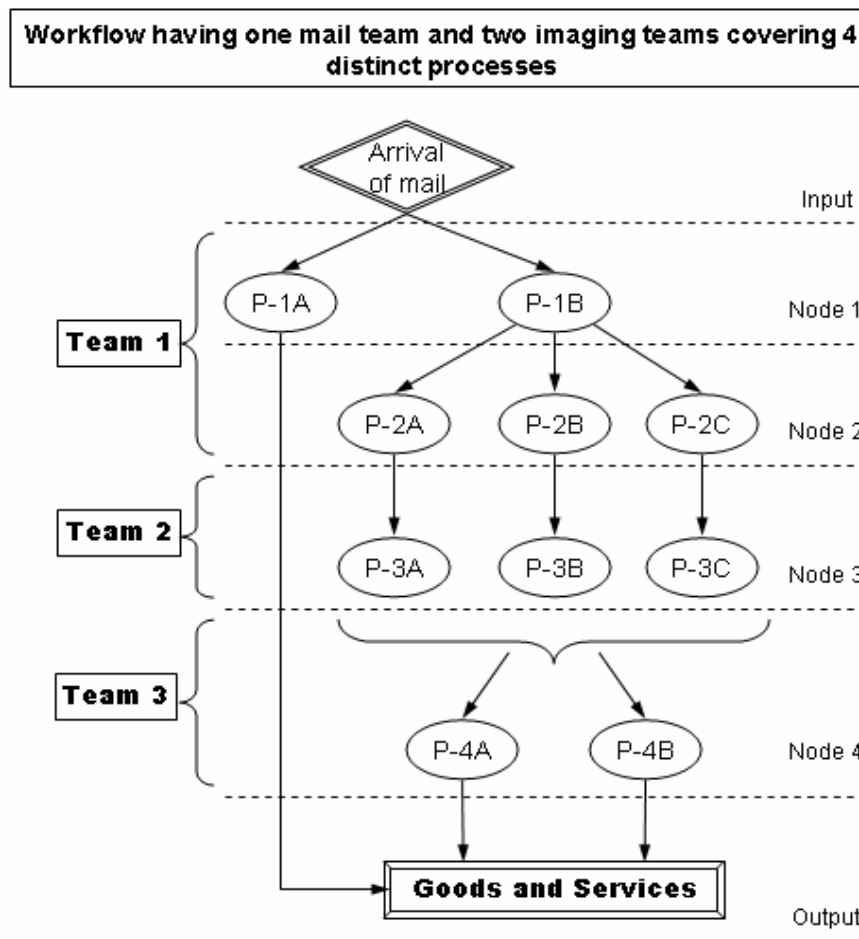 Workflow having one mail team and two imaging teams covering 4
distinct processes
Arrival
of mail
Input
P-1A
P-1B
Node 1
Team 1
P-2A
P-2B
P-2C
Node 2
Team 2
P-3A
P-3B
P-3C
Node 3
Team 3
P-4A
P-4B
Node 4
Goods and Services
Output